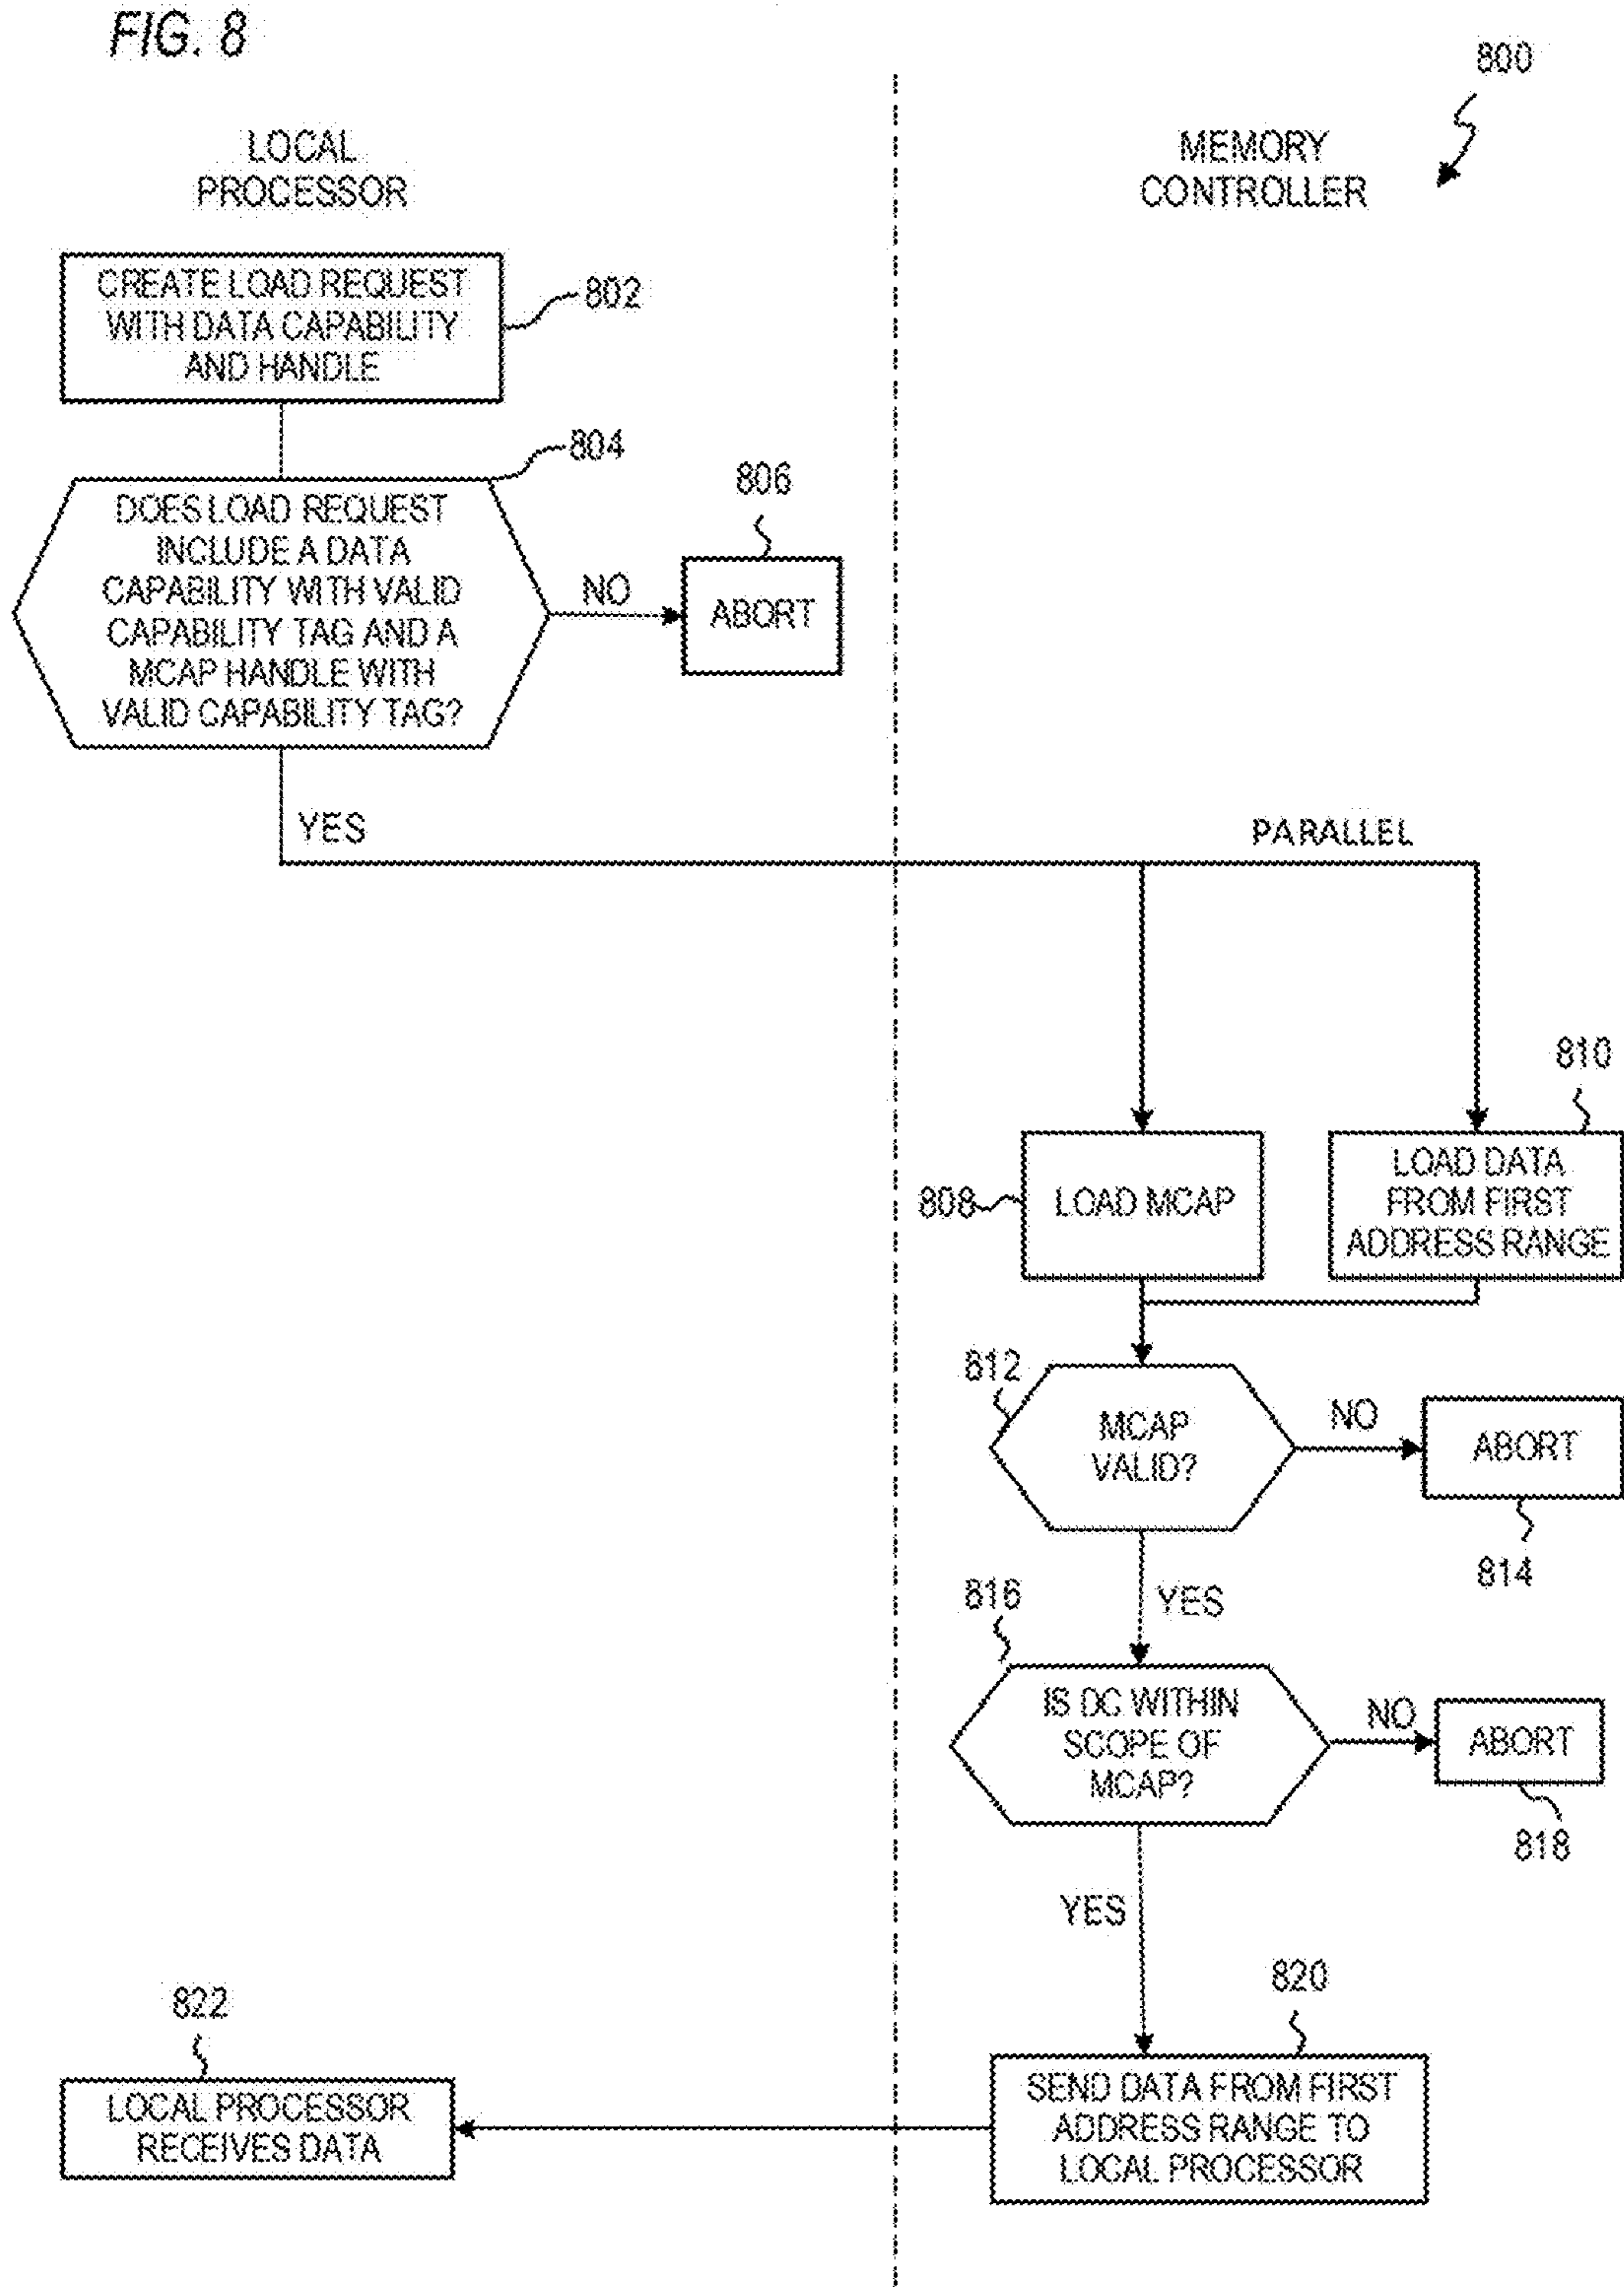 FIG. 8
800
LOCAL
PROCESSOR
MEMORY
CONTROLLER
CREATE LOAD REQUEST
WITH DATA CAPABILITY
AND HANDLE
802
804
DOES LOAD REQUEST
INCLUDE A DATA
CAPABILITY WITH VALID
CAPABILITY TAG AND A
MCAP HANDLE WITH
VALID CAPABILITY TAG?
NO
806
ABORT
YES
PARALLEL
808
LOAD MCAP
810
LOAD DATA
FROM FIRST
ADDRESS RANGE
812
MCAP
VALID?
NO
ABORT
814
YES
816
IS DC WITHIN
SCOPE OF
MCAP?
NO
ABORT
818
YES
820
SEND DATA FROM FIRST
ADDRESS RANGE TO
LOCAL PROCESSOR
822
LOCAL PROCESSOR
RECEIVES DATA